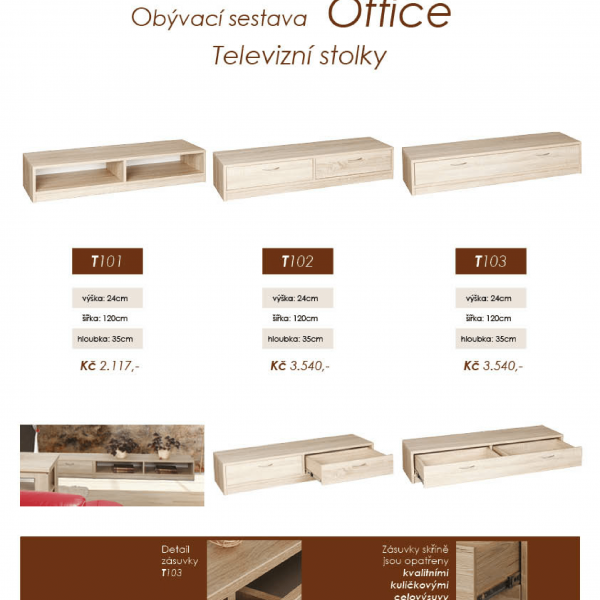 Obývací sestava Office
Televizní stolky
T101
T102
T103
výška: 24cm
výška: 24cm
výška: 24cm
šířka: 120cm
šířka: 120cm
šířka: 120cm
hloubka: 35cm
hloubka: 35cm
hloubka: 35cm
Kč 2.117,-
Kč 3.540,-
Kč 3.540,-
Detail
zásuvky
T103
Zásuvky skříně
jsou opatřeny
kvalitními
kuličkovými
celovýsuvy